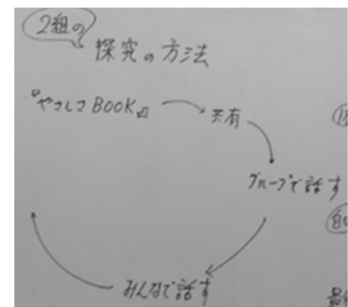 2組の
探究の方法
『やさしさBOOK』
共有
グループで話す
みんなで話す